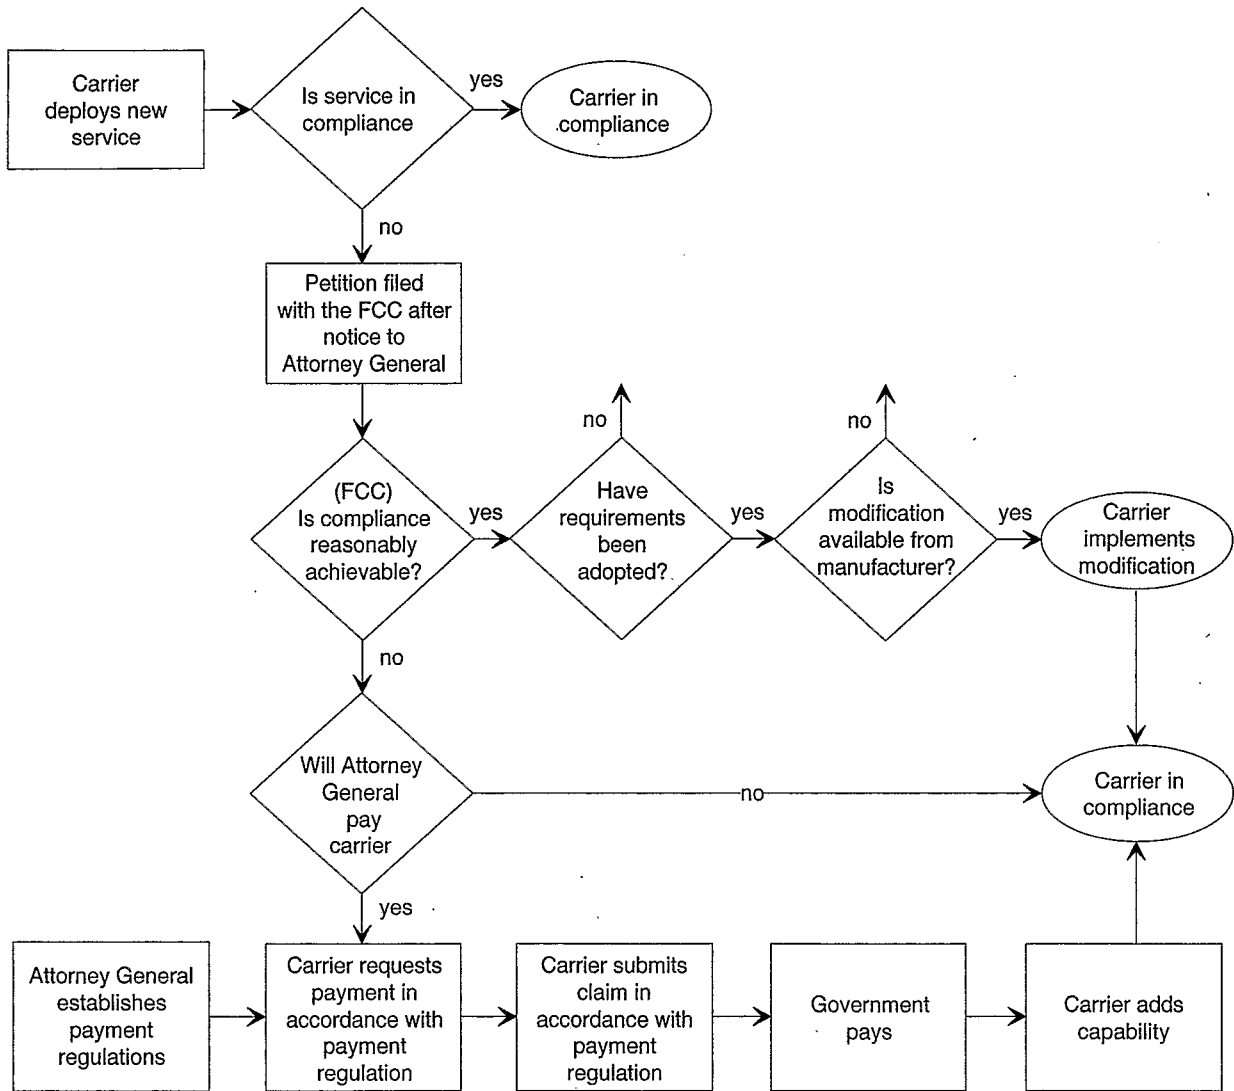 Carrier
deploys new
service
Is service in
compliance
yes
Carrier in
compliance
no
Petition filed
with the FCC after
notice to
Attorney General
(FCC)
Is compliance
reasonably
achievable?
yes
no
Have
requirements
been
adopted?
yes
no
Is
modification
available from
manufacturer?
yes
Carrier
implements
modification
no
Will Attorney
General
pay
carrier
no
Carrier in
compliance
yes
Attorney General
establishes
payment
regulations
Carrier requests
payment in
accordance with
payment
regulation
Carrier submits
claim in
accordance with
payment
regulation
Government
pays
Carrier adds
capability